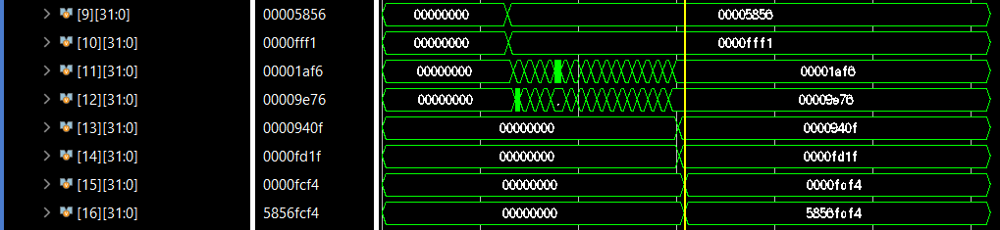 [9][31:0] 00005856 00000000 00005856
[10][31:0] 0000fff1 00000000 0000fff1
[11][31:0] 00001af6 00000000 00001af6
[12][31:0] 00009e76 00000000 . 00009e76
[13][31:0] 0000940f 00000000 0000940f
[14][31:0] 0000fd1f 00000000 0000fd1f
[15][31:0] 0000fcf4 00000000 0000fcf4
[16][31:0] 5856fcf4 00000000 5856fcf4